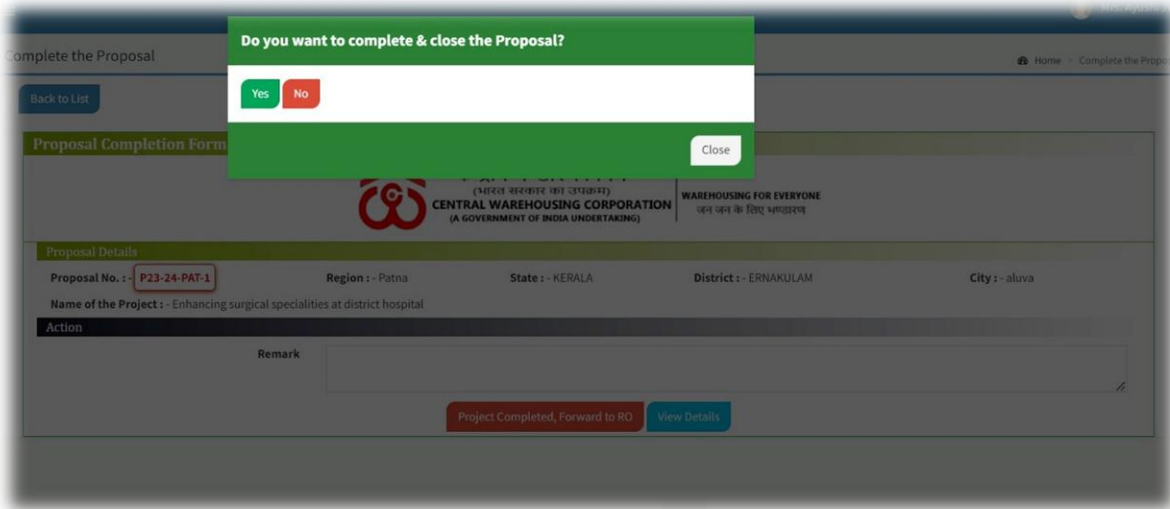 Do you want to complete & close the Proposal?
Complete the Proposal
Home > Complete the
Back to List
Yes No
Close
Proposal Completion Form
(भारत सरकार का उपक्रम)
CENTRAL WAREHOUSING CORPORATION
(A GOVERNMENT OF INDIA UNDERTAKING)
WAREHOUSING FOR EVERYONE
जन जन के लिए भण्डारण
Proposal Details
Proposal No. : - P23-24-PAT-1 Region : - Patna State : - KERALA District : - ERNAKULAM City : - aluva
Name of the Project : - Enhancing surgical specialities at district hospital
Action
Remark
Project Completed, Forward to RO View Details